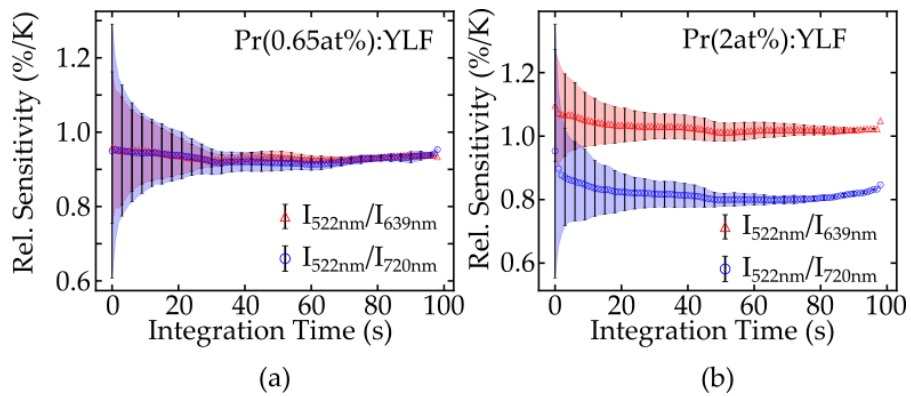 (a)
(b)
Pr(0.65at%):YLF
Pr(2at%):YLF
Rel. Sensitivity (%/K)
1.2
1.0
0.8
0.6
I522nm/I639nm
I522nm/I720nm
0 20 40 60 80 100
Integration Time (s)
Rel. Sensitivity (%/K)
1.2
1.0
0.8
0.6
I522nm/I639nm
I522nm/I720nm
0 20 40 60 80 100
Integration Time (s)
(a)
(b)